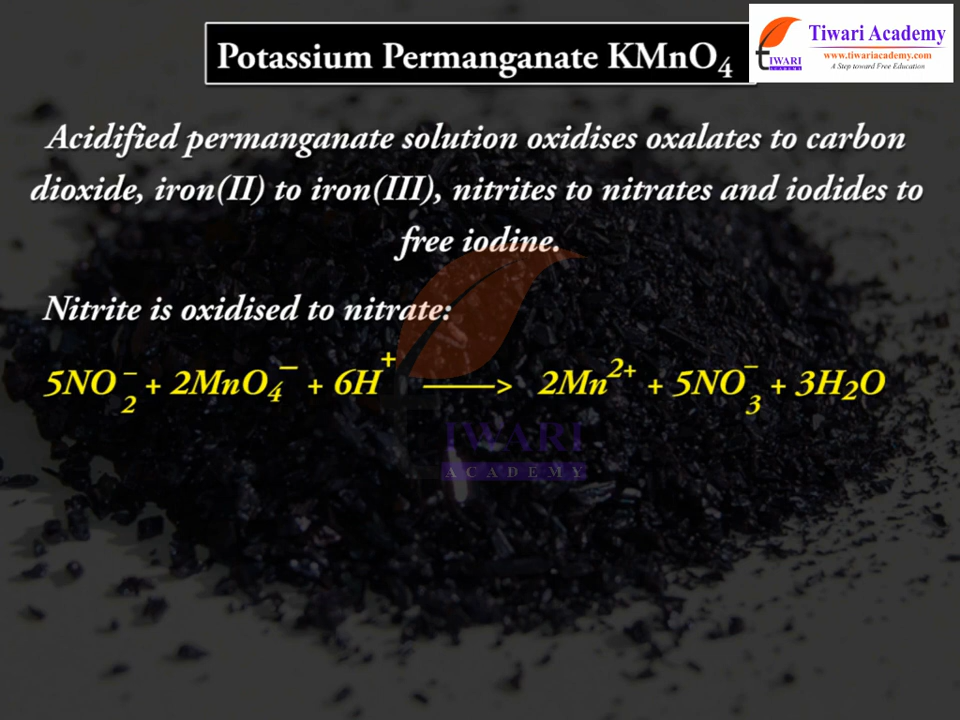 Potassium Permanganate KMnO₄
Tiwari Academy
www.tiwariacademy.com
A Step toward Free Education
TIWARI
ACADEMY
Acidified permanganate solution oxidises oxalates to carbon
dioxide, iron(II) to iron(III), nitrites to nitrates and iodides to
free iodine.
Nitrite is oxidised to nitrate:
5NO₂⁻ + 2MnO₄⁻ + 6H⁺ ——> 2Mn²⁺ + 5NO₃⁻ + 3H₂O
IWARI
ACADEMY